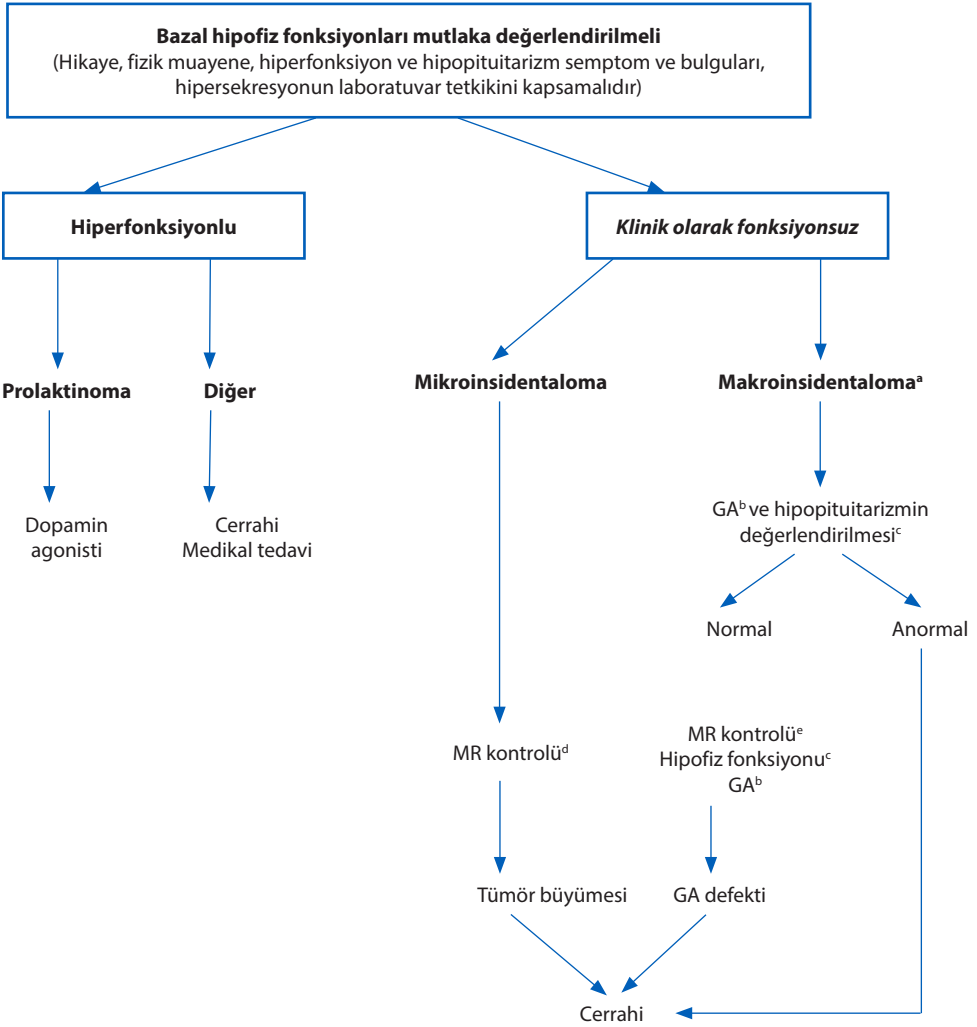 Bazal hipofiz fonksiyonları mutlaka değerlendirilmeli
(Hikaye, fizik muayene, hiperfonksiyon ve hipopituitarizm semptom ve bulguları,
hipersekresyonun laboratuvar tetkikini kapsamalıdır)
Hiperfonksiyonlu
Klinik olarak fonksiyonsuz
Prolaktinoma
Diğer
Mikroinsidentaloma
Makroinsidentalomaᵃ
Dopamin
agonisti
Cerrahi
Medikal tedavi
GAᵇ ve hipopituitarizmin
değerlendirilmesiᶜ
Normal
Anormal
MR kontrolüᵈ
MR kontrolüᵉ
Hipofiz fonksiyonuᶜ
GAᵇ
Tümör büyümesi
GA defekti
Cerrahi